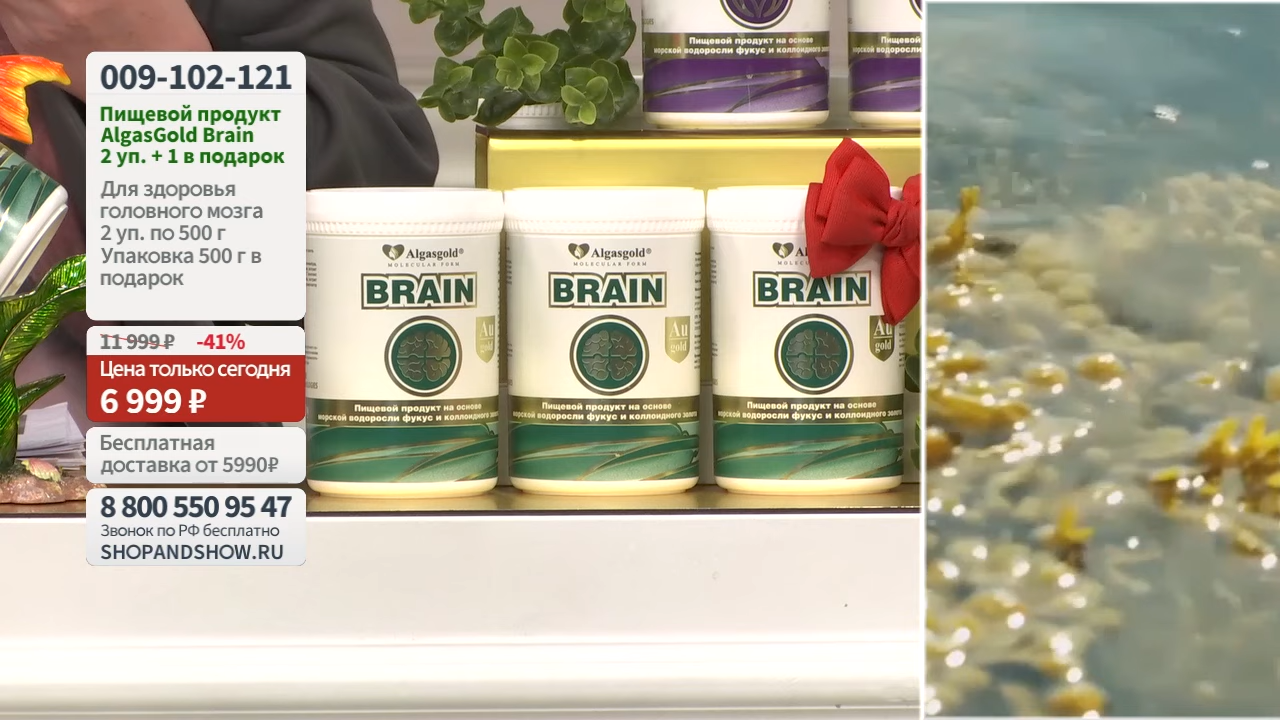 009-102-121
Пищевой продукт
AlgasGold Brain
2 уп. + 1 в подарок
Для здоровья
головного мозга
2 уп. по 500 г
Упаковка 500 г в
подарок
11 999 ₽ -41%
Цена только сегодня
6 999 ₽
Бесплатная
доставка от 5990₽
8 800 550 95 47
Звонок по РФ бесплатно
SHOPANDSHOW.RU
Пищевой продукт на основе
морской водоросли фукус и коллоидного
Пищевой
морской водоросли
Algasgold®
MOLECULAR FORM
BRAIN
Au
gold
Пищевой продукт на основе
морской водоросли фукус и коллоидного золота
Algasgold®
MOLECULAR FORM
BRAIN
Au
gold
Пищевой продукт на основе
морской водоросли фукус и коллоидного золота
BRAIN
Au
gold
Пищевой продукт на основе
морской водоросли фукус и коллоидного золота